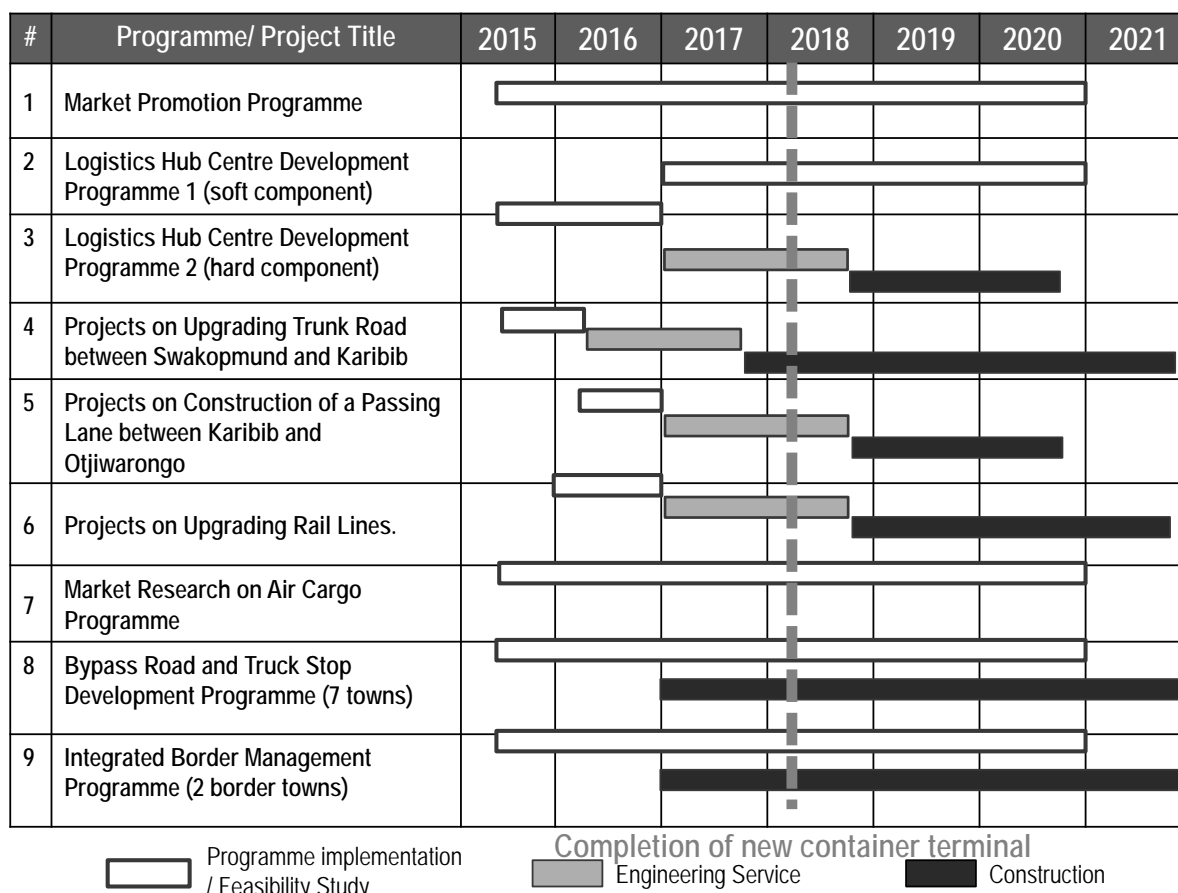 # Programme/ Project Title 2015 2016 2017 2018 2019 2020 2021
1 Market Promotion Programme
2 Logistics Hub Centre Development
Programme 1 (soft component)
3 Logistics Hub Centre Development
Programme 2 (hard component)
4 Projects on Upgrading Trunk Road
between Swakopmund and Karibib
5 Projects on Construction of a Passing
Lane between Karibib and
Otjiwarongo
6 Projects on Upgrading Rail Lines.
7 Market Research on Air Cargo
Programme
8 Bypass Road and Truck Stop
Development Programme (7 towns)
9 Integrated Border Management
Programme (2 border towns)
Completion of new container terminal
Programme implementation
/ Feasibility Study
Engineering Service
Construction